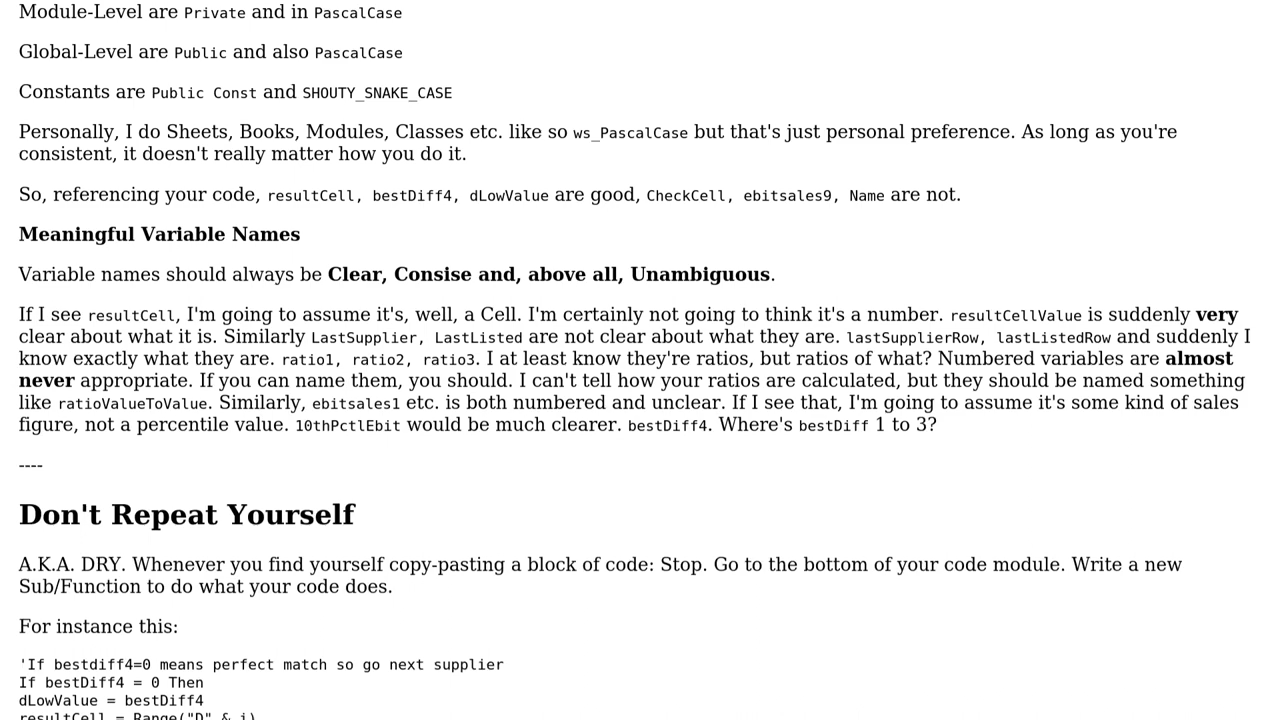 Module-Level are Private and in PascalCase
Global-Level are Public and also PascalCase
Constants are Public Const and SHOUTY_SNAKE_CASE
Personally, I do Sheets, Books, Modules, Classes etc. like so ws_PascalCase but that's just personal preference. As long as you're
consistent, it doesn't really matter how you do it.
So, referencing your code, resultCell, bestDiff4, dLowValue are good, CheckCell, ebitsales9, Name are not.
Meaningful Variable Names
Variable names should always be Clear, Consise and, above all, Unambiguous.
If I see resultCell, I'm going to assume it's, well, a Cell. I'm certainly not going to think it's a number. resultCellValue is suddenly very
clear about what it is. Similarly LastSupplier, LastListed are not clear about what they are. lastSupplierRow, lastListedRow and suddenly I
know exactly what they are. ratio1, ratio2, ratio3. I at least know they're ratios, but ratios of what? Numbered variables are almost
never appropriate. If you can name them, you should. I can't tell how your ratios are calculated, but they should be named something
like ratioValueToValue. Similarly, ebitsales1 etc. is both numbered and unclear. If I see that, I'm going to assume it's some kind of sales
figure, not a percentile value. 10thPctlEbit would be much clearer. bestDiff4. Where's bestDiff 1 to 3?
----
Don't Repeat Yourself
A.K.A. DRY. Whenever you find yourself copy-pasting a block of code: Stop. Go to the bottom of your code module. Write a new
Sub/Function to do what your code does.
For instance this:
'If bestdiff4=0 means perfect match so go next supplier
If bestDiff4 = 0 Then
dLowValue = bestDiff4
resultCell = Range("D" & i)